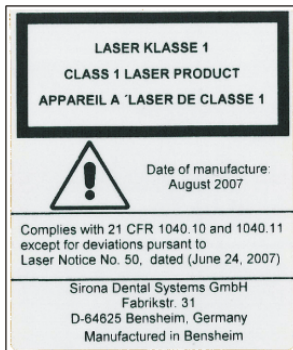 LASER KLASSE 1
CLASS 1 LASER PRODUCT
APPAREIL A ´LASER DE CLASSE 1
Date of manufacture:
August 2007
Complies with 21 CFR 1040.10 and 1040.11
except for deviations pursant to
Laser Notice No. 50, dated (June 24, 2007)
Sirona Dental Systems GmbH
Fabrikstr. 31
D-64625 Bensheim, Germany
Manufactured in Bensheim